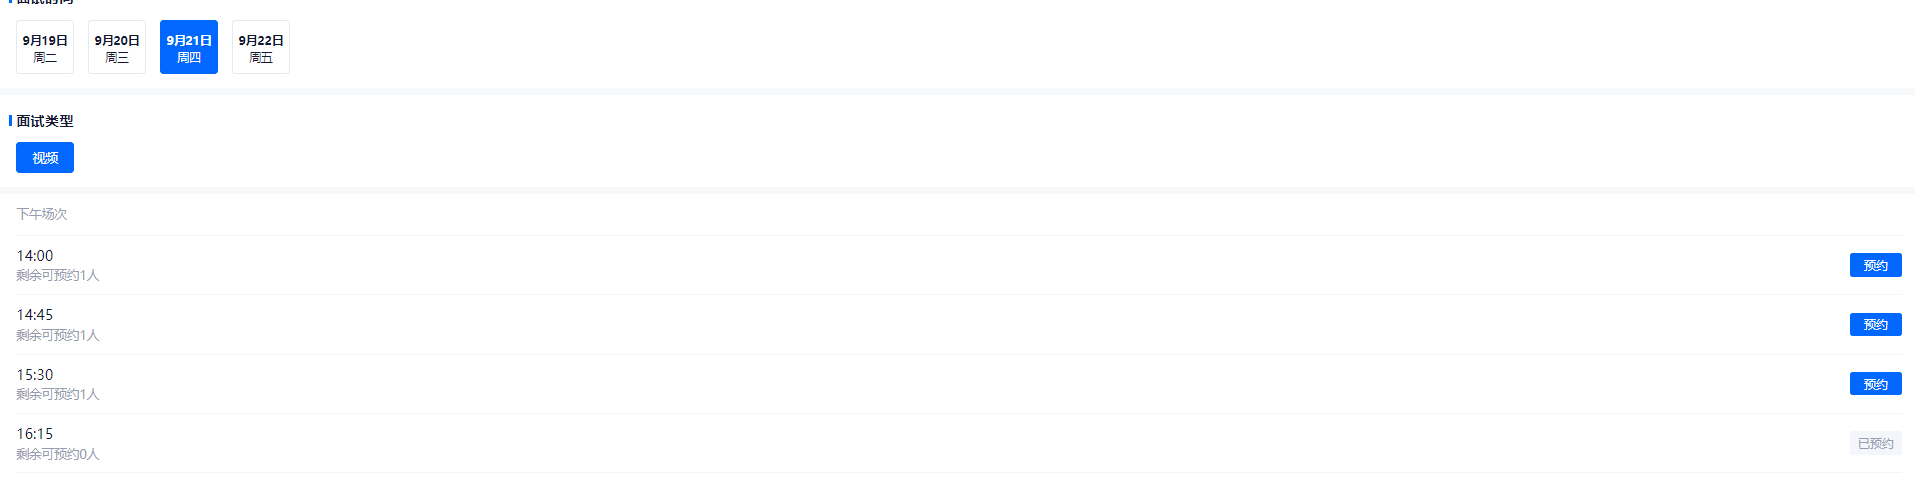 面试时间
9月19日 9月20日 9月21日 9月22日
周二 周三 周四 周五
面试类型
视频
下午场次
14:00
剩余可预约1人
预约
14:45
剩余可预约1人
预约
15:30
剩余可预约1人
预约
16:15
剩余可预约0人
已预约